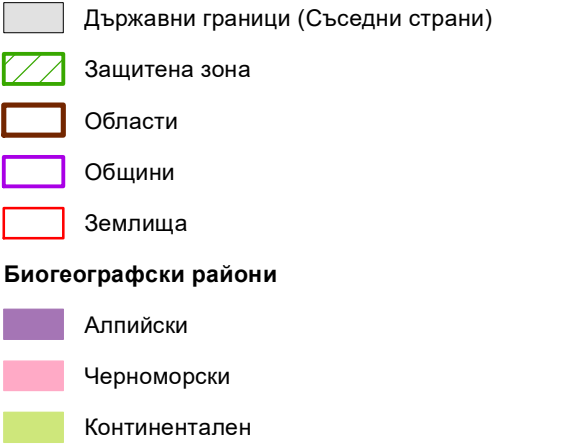 Държавни граници (Съседни страни)
Защитена зона
Области
Общини
Землища
Биогеографски райони
Алпийски
Черноморски
Континентален